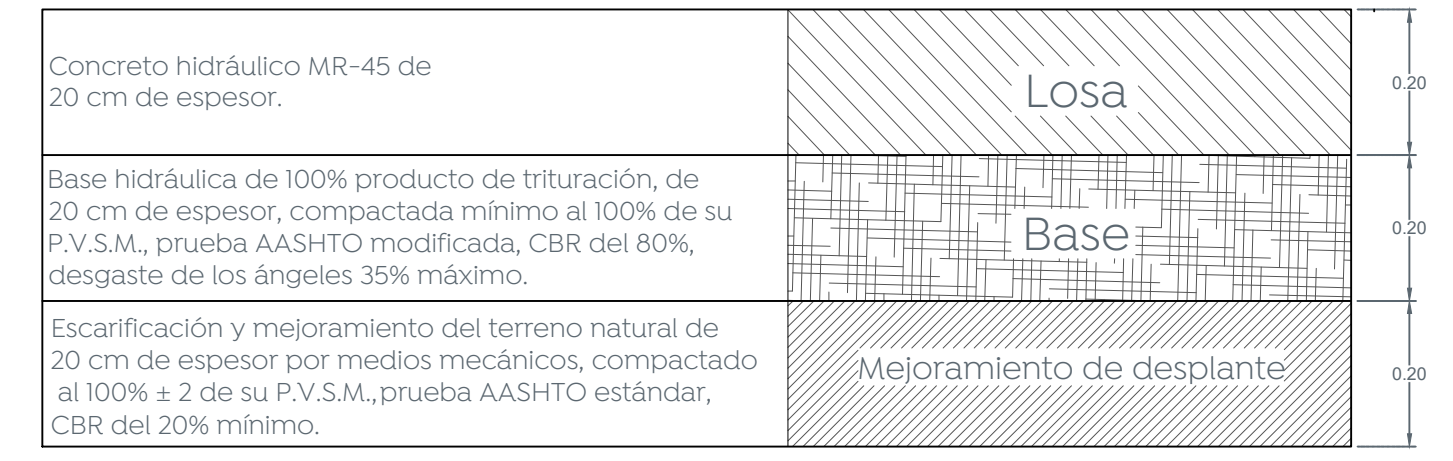 Concreto hidráulico MR-45 de
20 cm de espesor.
Losa
0.20
Base hidráulica de 100% producto de trituración, de
20 cm de espesor, compactada mínimo al 100% de su
P.V.S.M., prueba AASHTO modificada, CBR del 80%,
desgaste de los ángeles 35% máximo.
Base
0.20
Escarificación y mejoramiento del terreno natural de
20 cm de espesor por medios mecánicos, compactado
al 100% ± 2 de su P.V.S.M., prueba AASHTO estándar,
CBR del 20% mínimo.
Mejoramiento de desplante
0.20